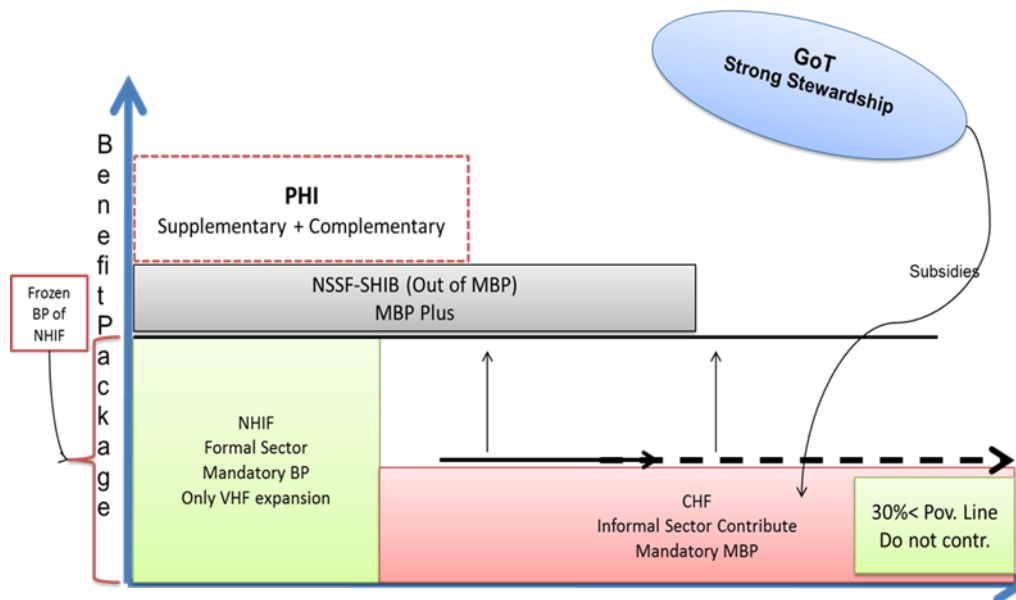 GoT
Strong Stewardship
Benefit Package
PHI
Supplementary + Complementary
Subsidies
NSSF-SHIB (Out of MBP)
MBP Plus
Frozen
BP of
NHIF
NHIF
Formal Sector
Mandatory BP
Only VHF expansion
CHF
Informal Sector Contribute
Mandatory MBP
30%< Pov. Line
Do not contr.